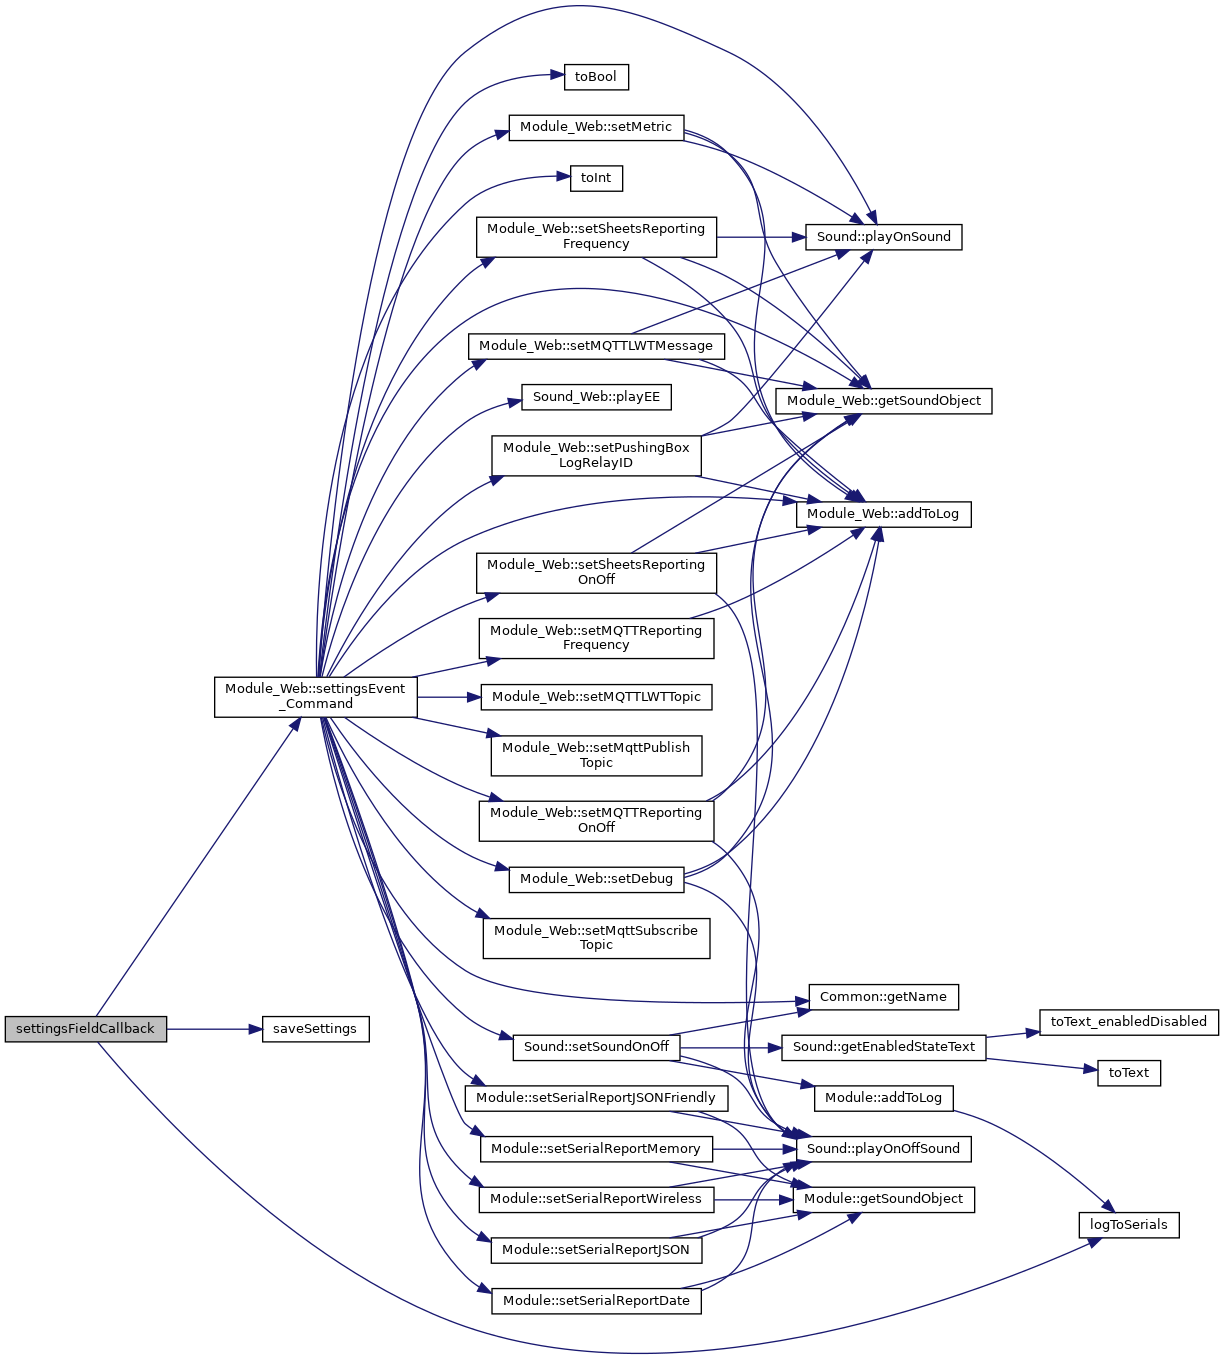 toBool
Module_Web::setMetric
toInt
Module_Web::setSheetsReporting
Frequency
Sound::playOnSound
Module_Web::setMQTTLWTMessage
Sound_Web::playEE
Module_Web::getSoundObject
Module_Web::setPushingBox
LogRelayID
Module_Web::addToLog
Module_Web::setSheetsReporting
OnOff
Module_Web::setMQTTReporting
Frequency
Module_Web::settingsEvent
_Command
Module_Web::setMQTTLWTTopic
Module_Web::setMqttPublish
Topic
Module_Web::setMQTTReporting
OnOff
Module_Web::setDebug
Module_Web::setMqttSubscribe
Topic
Common::getName
settingsFieldCallback
saveSettings
toText_enabledDisabled
Sound::setSoundOnOff
Sound::getEnabledStateText
toText
Module::setSerialReportJSONFriendly
Module::addToLog
Module::setSerialReportMemory
Sound::playOnOffSound
Module::setSerialReportWireless
Module::getSoundObject
logToSerials
Module::setSerialReportJSON
Module::setSerialReportDate